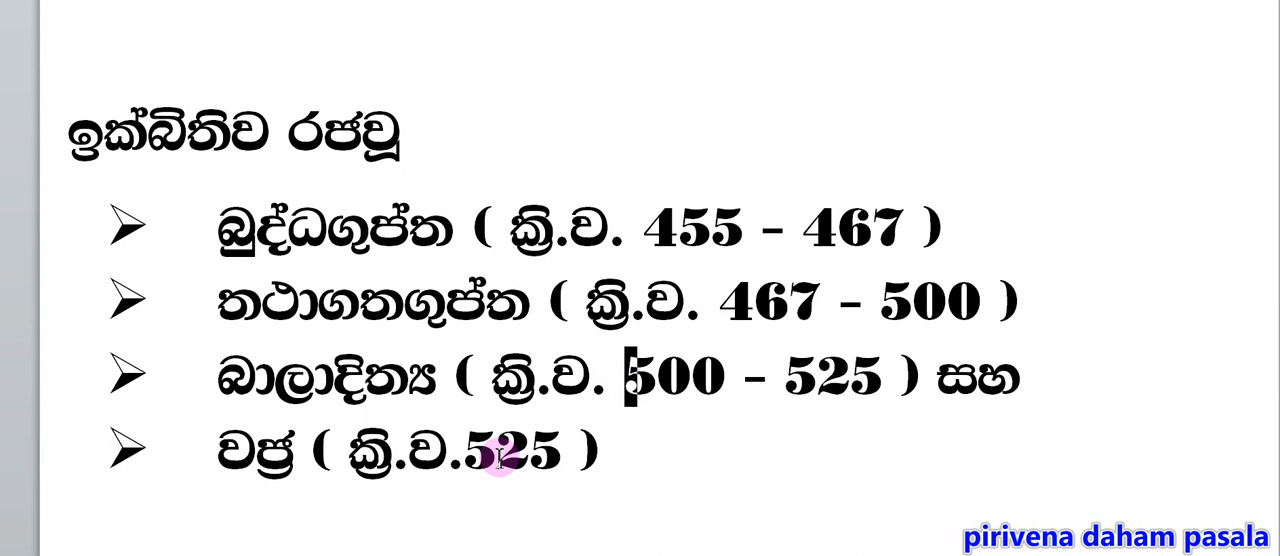 ඉක්බිතිව රජවූ
➢ බුද්ධගුප්ත ( ක්‍රි.ව. 455 - 467 )
➢ තථාගතගුප්ත ( ක්‍රි.ව. 467 - 500 )
➢ බාලාදිත්‍ය ( ක්‍රි.ව. 500 - 525 ) සහ
➢ වජ්‍ර ( ක්‍රි.ව.525 )
pirivena daham pasala